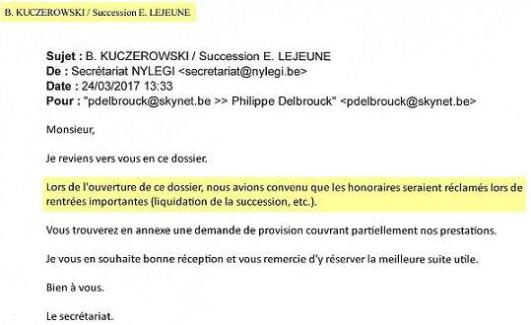 B. KUCZEROWSKI / Succession E. LEJEUNE
Sujet : B. KUCZEROWSKI / Succession E. LEJEUNE
De : Secrétariat NYLEGI <secretariat@nylegi.be>
Date : 24/03/2017 13:33
Pour : "pdelbrouck@skynet.be >> Philippe Delbrouck" <pdelbrouck@skynet.be>
Monsieur,
Je reviens vers vous en ce dossier.
Lors de l'ouverture de ce dossier, nous avions convenu que les honoraires seraient réclamés lors de
rentrées importantes (liquidation de la succession, etc.).
Vous trouverez en annexe une demande de provision couvrant partiellement nos prestations.
Je vous en souhaite bonne réception et vous remercie d'y réserver la meilleure suite utile.
Bien à vous.
Le secrétariat.